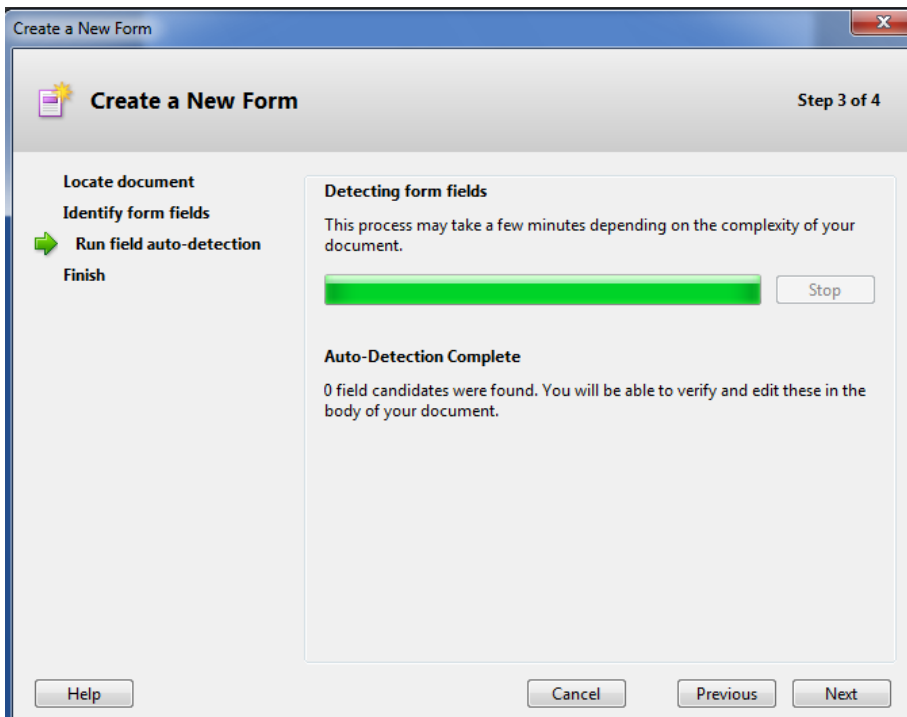 Create a New Form
Create a New Form
Step 3 of 4
Locate document
Identify form fields
Run field auto-detection
Finish
Detecting form fields
This process may take a few minutes depending on the complexity of your
document.
Stop
Auto-Detection Complete
0 field candidates were found. You will be able to verify and edit these in the
body of your document.
Help
Cancel
Previous
Next